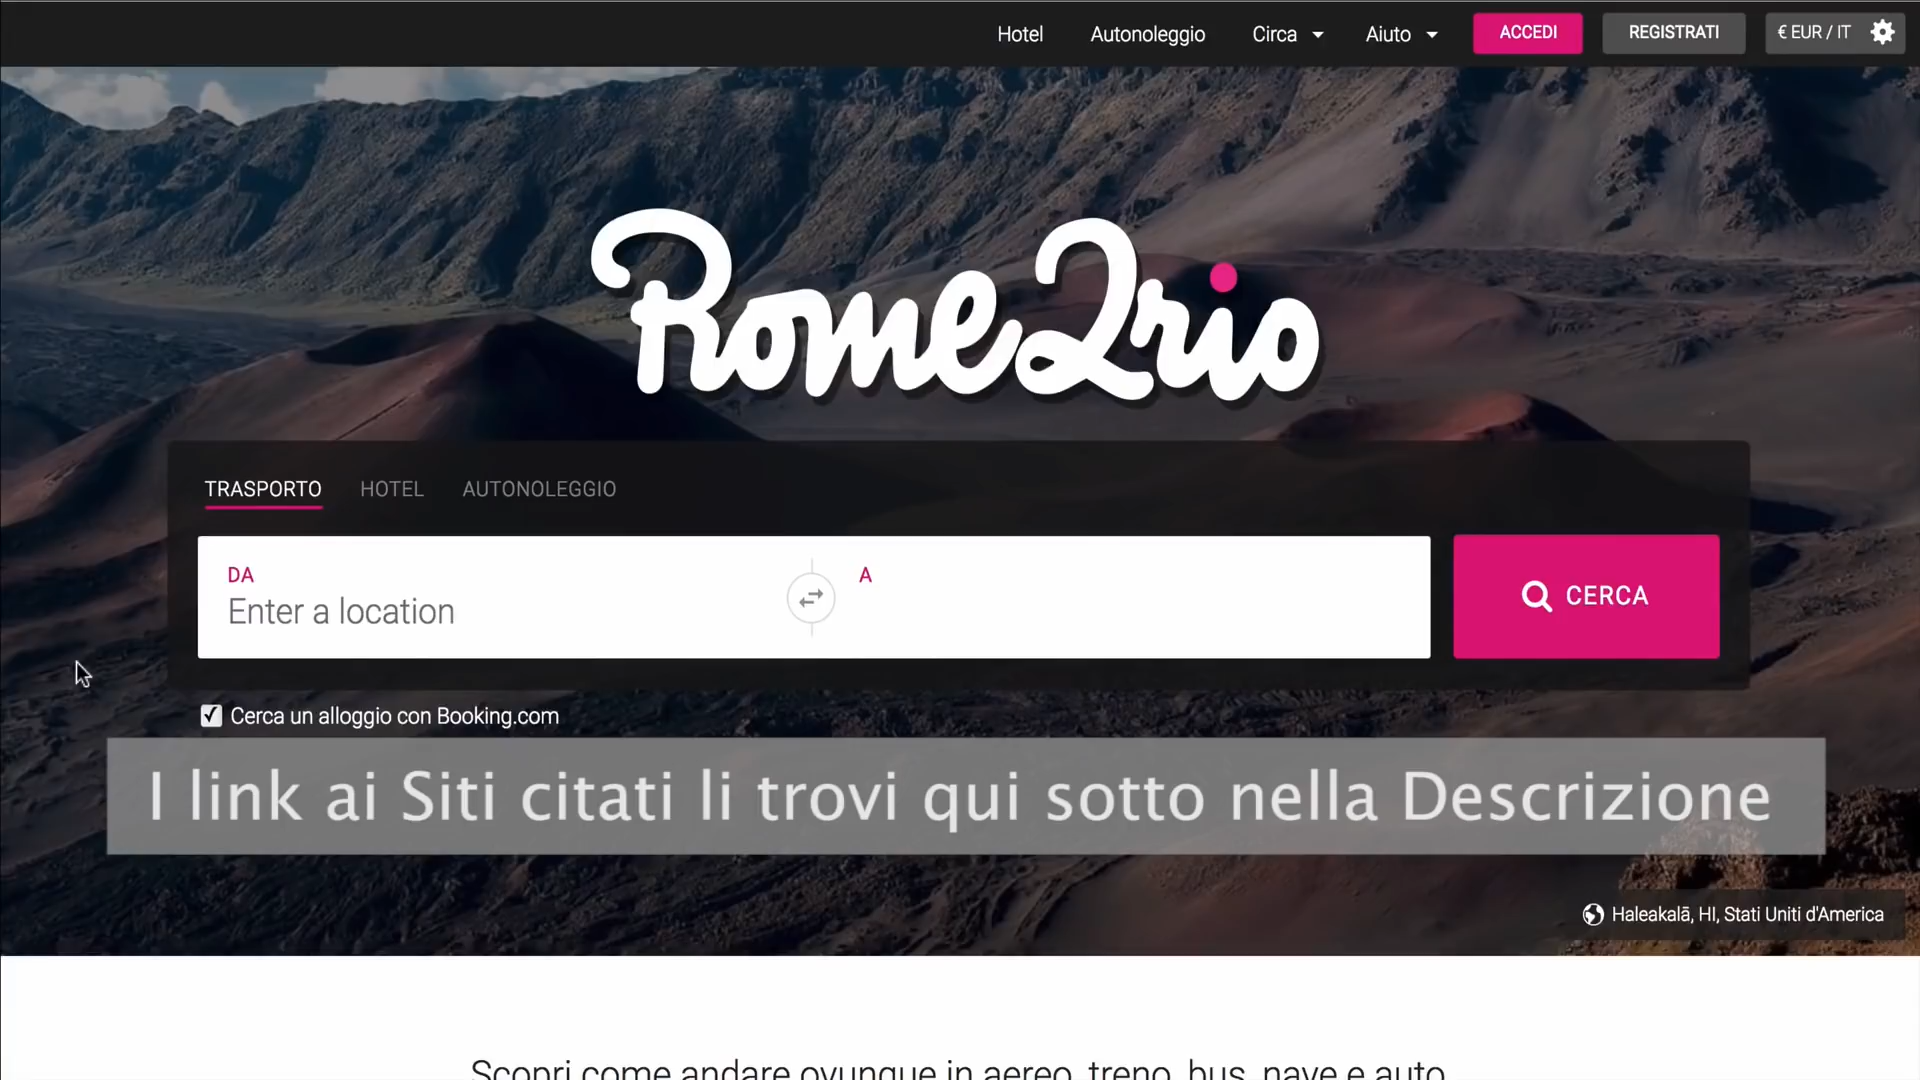 Hotel
Autonoleggio
Circa
Aiuto
ACCEDI
REGISTRATI
€ EUR / IT
Rome2rio
TRASPORTO
HOTEL
AUTONOLEGGIO
DA
Enter a location
A
CERCA
Cerca un alloggio con Booking.com
I link ai Siti citati li trovi qui sotto nella Descrizione
Haleakalā, HI, Stati Uniti d'America
Scopri come andare ovunque in aereo, treno, bus, nave e auto